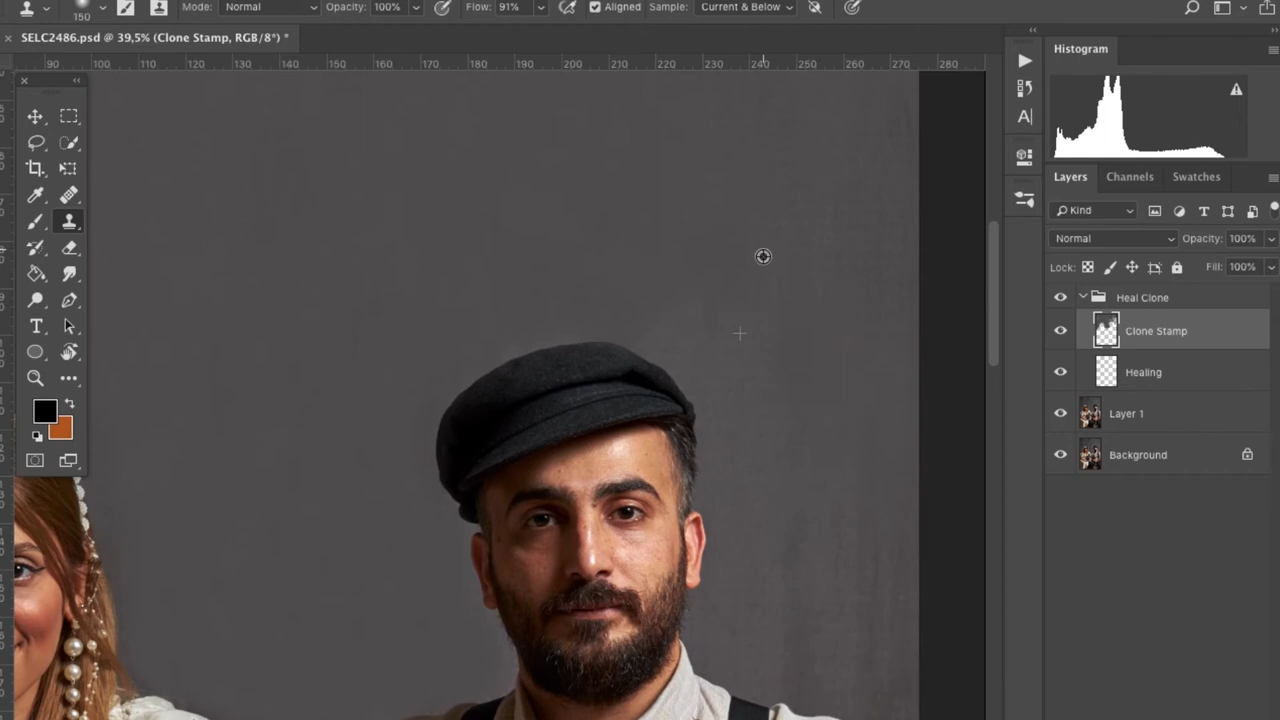 150 Mode: Normal Opacity: 100% Flow: 91% Aligned Sample: Current & Below
SELC2486.psd @ 39,5% (Clone Stamp, RGB/8*) *
90 100 110 120 130 140 150 160 170 180 190 200 210 220 230 240 250 260 270 280
Histogram
Layers Channels Swatches
Kind
Normal Opacity: 100%
Lock: Fill: 100%
Heal Clone
Clone Stamp
Healing
Layer 1
Background